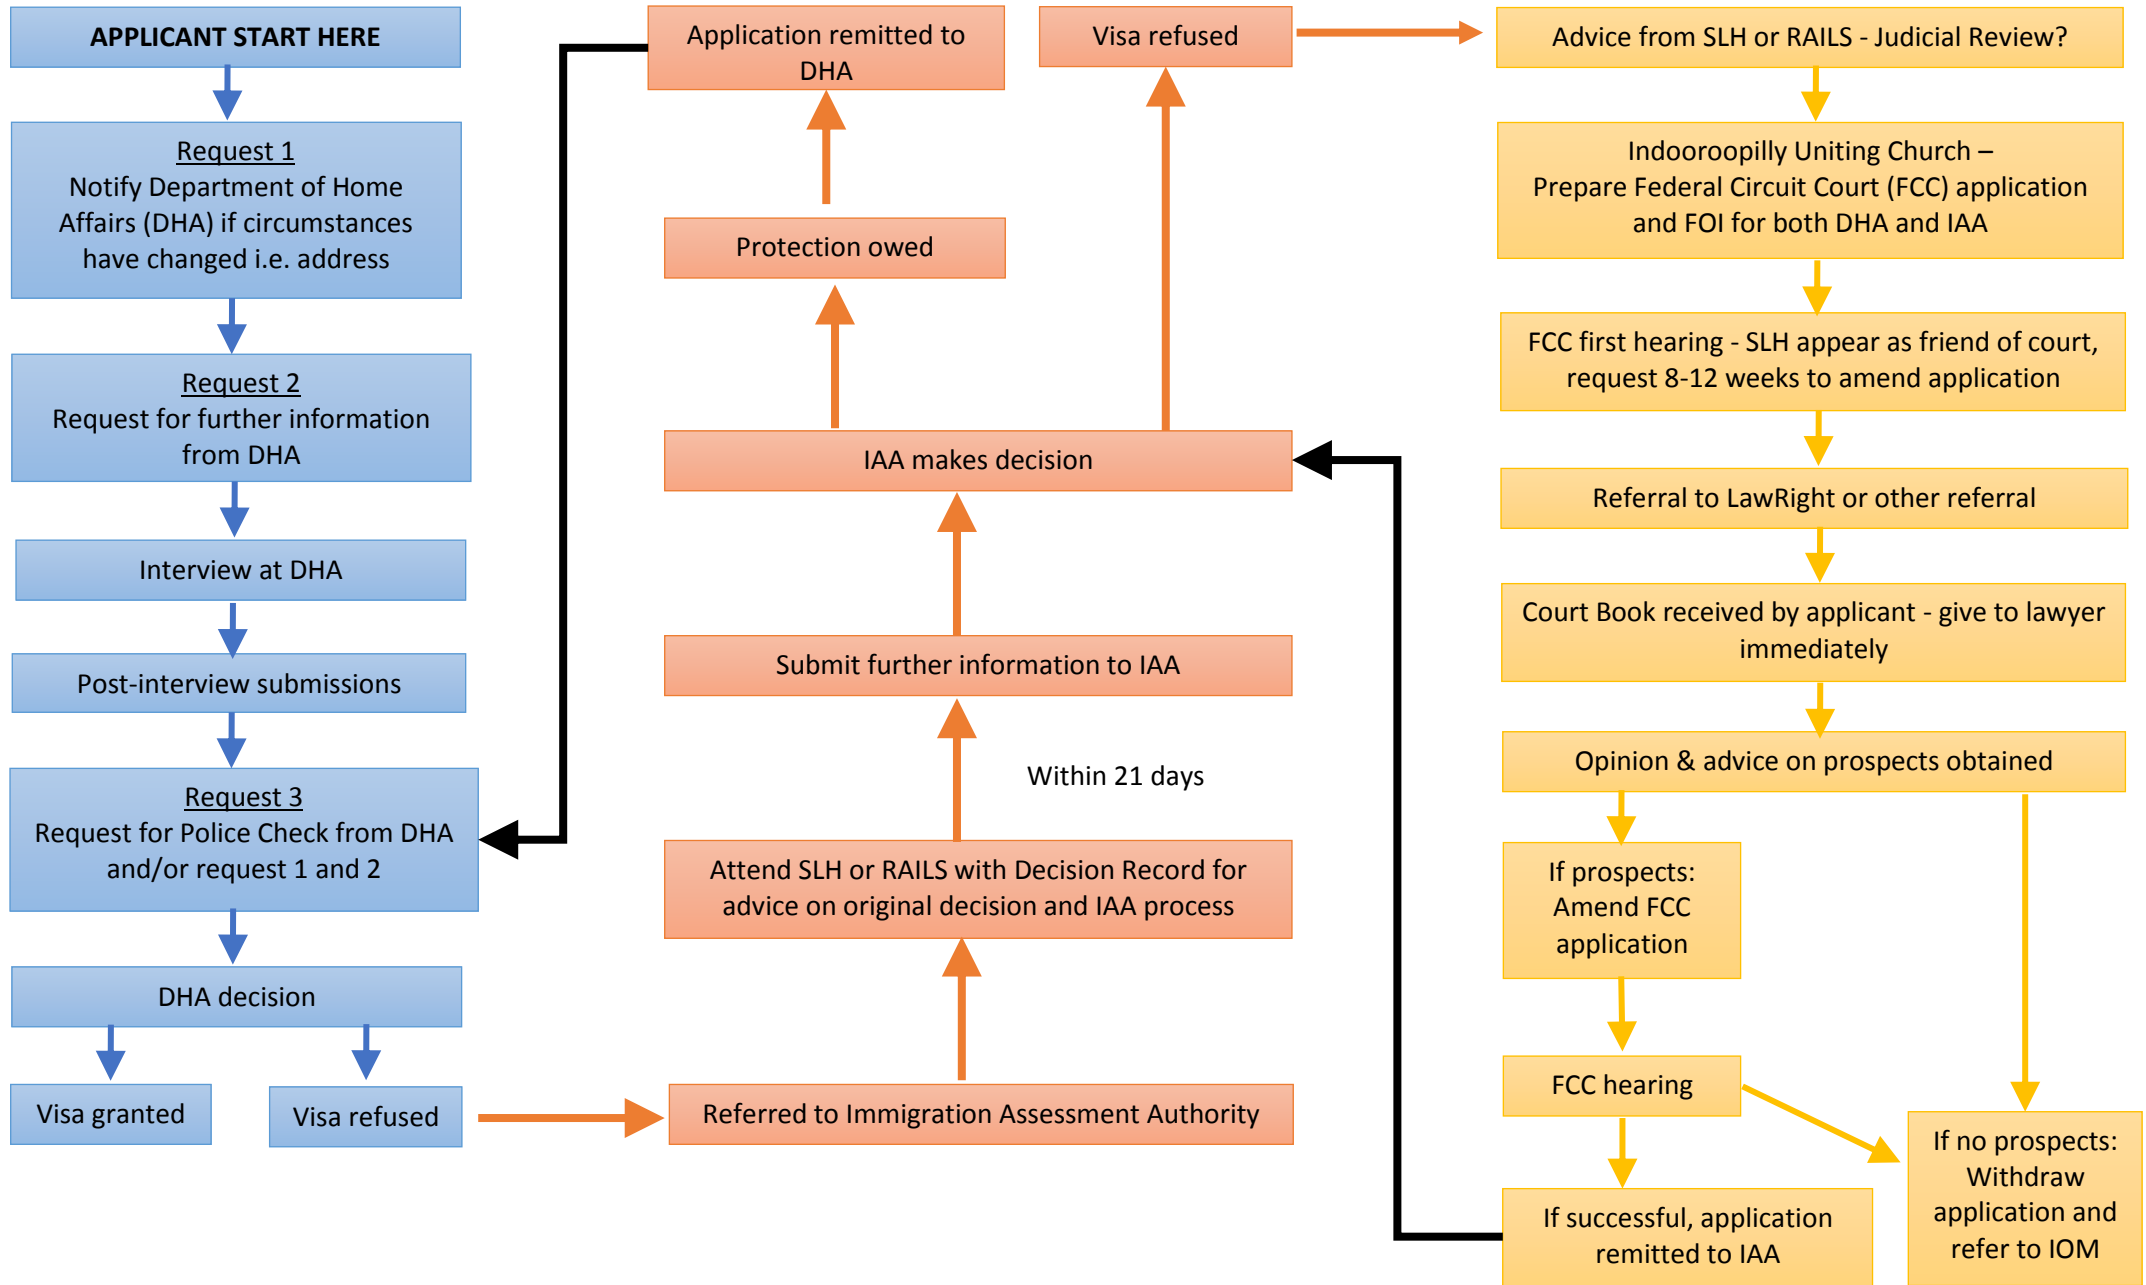 APPLICANT START HERE
Request 1
Notify Department of Home
Affairs (DHA) if circumstances
have changed i.e. address
Request 2
Request for further information
from DHA
Interview at DHA
Post-interview submissions
Request 3
Request for Police Check from DHA
and/or request 1 and 2
DHA decision
Visa granted
Visa refused
Application remitted to
DHA
Visa refused
Protection owed
IAA makes decision
Submit further information to IAA
Within 21 days
Attend SLH or RAILS with Decision Record for
advice on original decision and IAA process
Referred to Immigration Assessment Authority
Advice from SLH or RAILS - Judicial Review?
Indooroopilly Uniting Church –
Prepare Federal Circuit Court (FCC) application
and FOI for both DHA and IAA
FCC first hearing - SLH appear as friend of court,
request 8-12 weeks to amend application
Referral to LawRight or other referral
Court Book received by applicant - give to lawyer
immediately
Opinion & advice on prospects obtained
If prospects:
Amend FCC
application
FCC hearing
If successful, application
remitted to IAA
If no prospects:
Withdraw
application and
refer to IOM